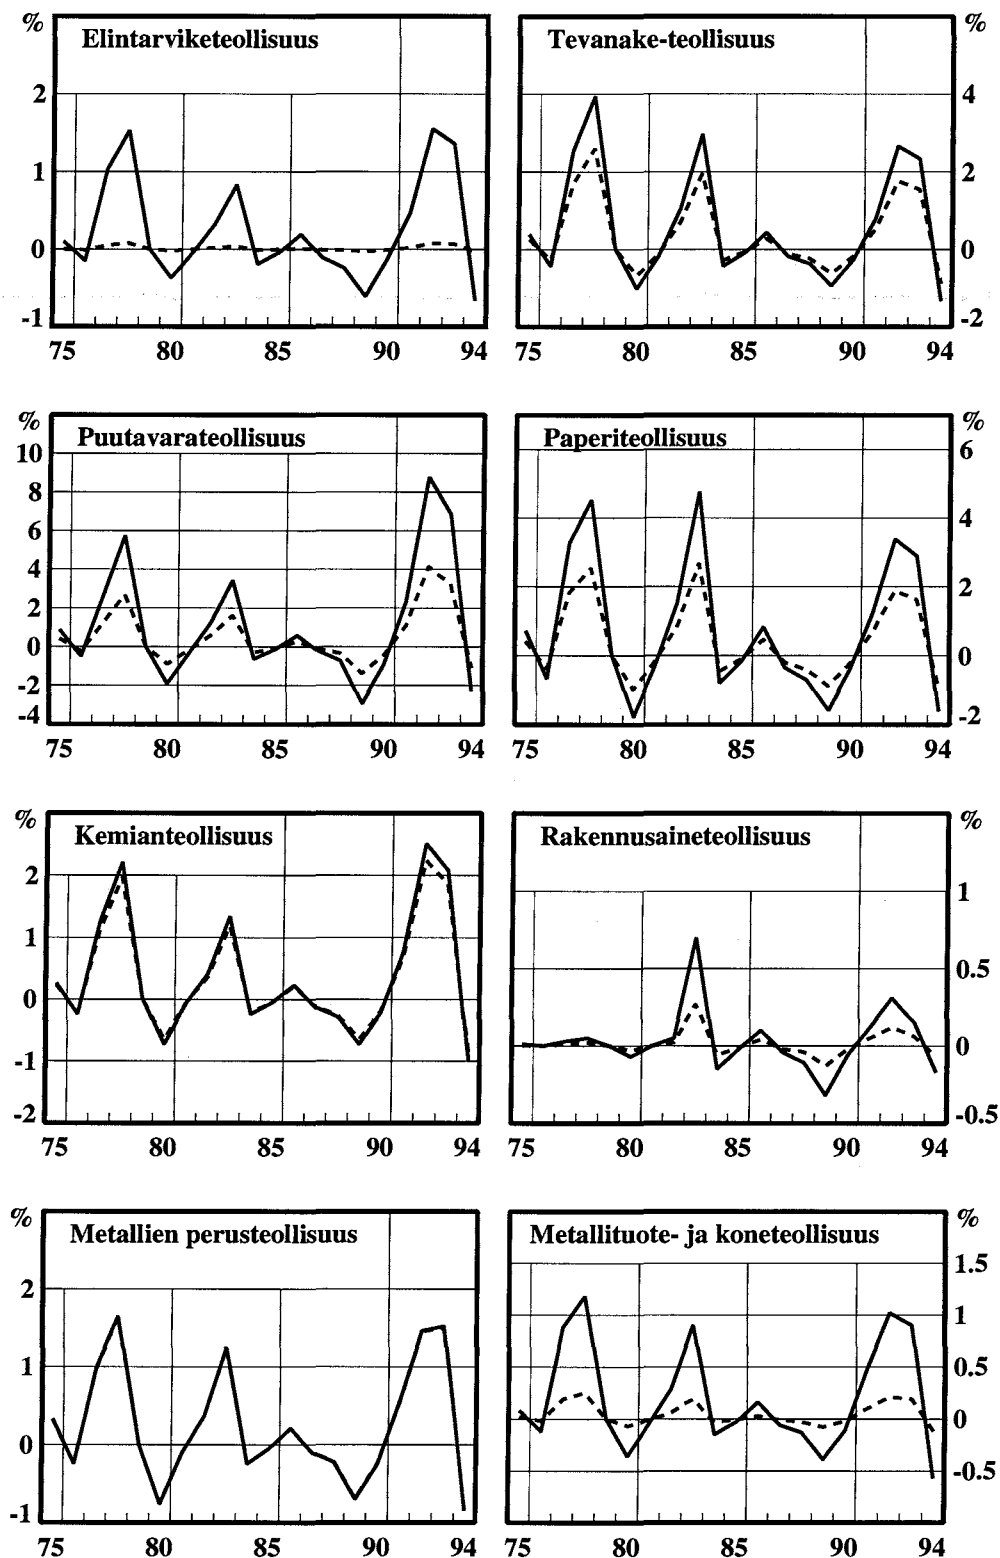 %
Elintarviketeollisuus
2
1
0
-1
75 80 85 90 94
%
Tevanake-teollisuus
4
2
0
-2
75 80 85 90 94
%
Puutavarateollisuus
10
8
6
4
2
0
-2
-4
75 80 85 90 94
%
Paperiteollisuus
6
4
2
0
-2
75 80 85 90 94
%
Kemianteollisuus
2
1
0
-1
-2
75 80 85 90 94
%
Rakennusaineteollisuus
1
0.5
0
-0.5
75 80 85 90 94
%
Metallien perusteollisuus
2
1
0
-1
75 80 85 90 94
%
Metallituote- ja koneteollisuus
1.5
1
0.5
0
-0.5
75 80 85 90 94